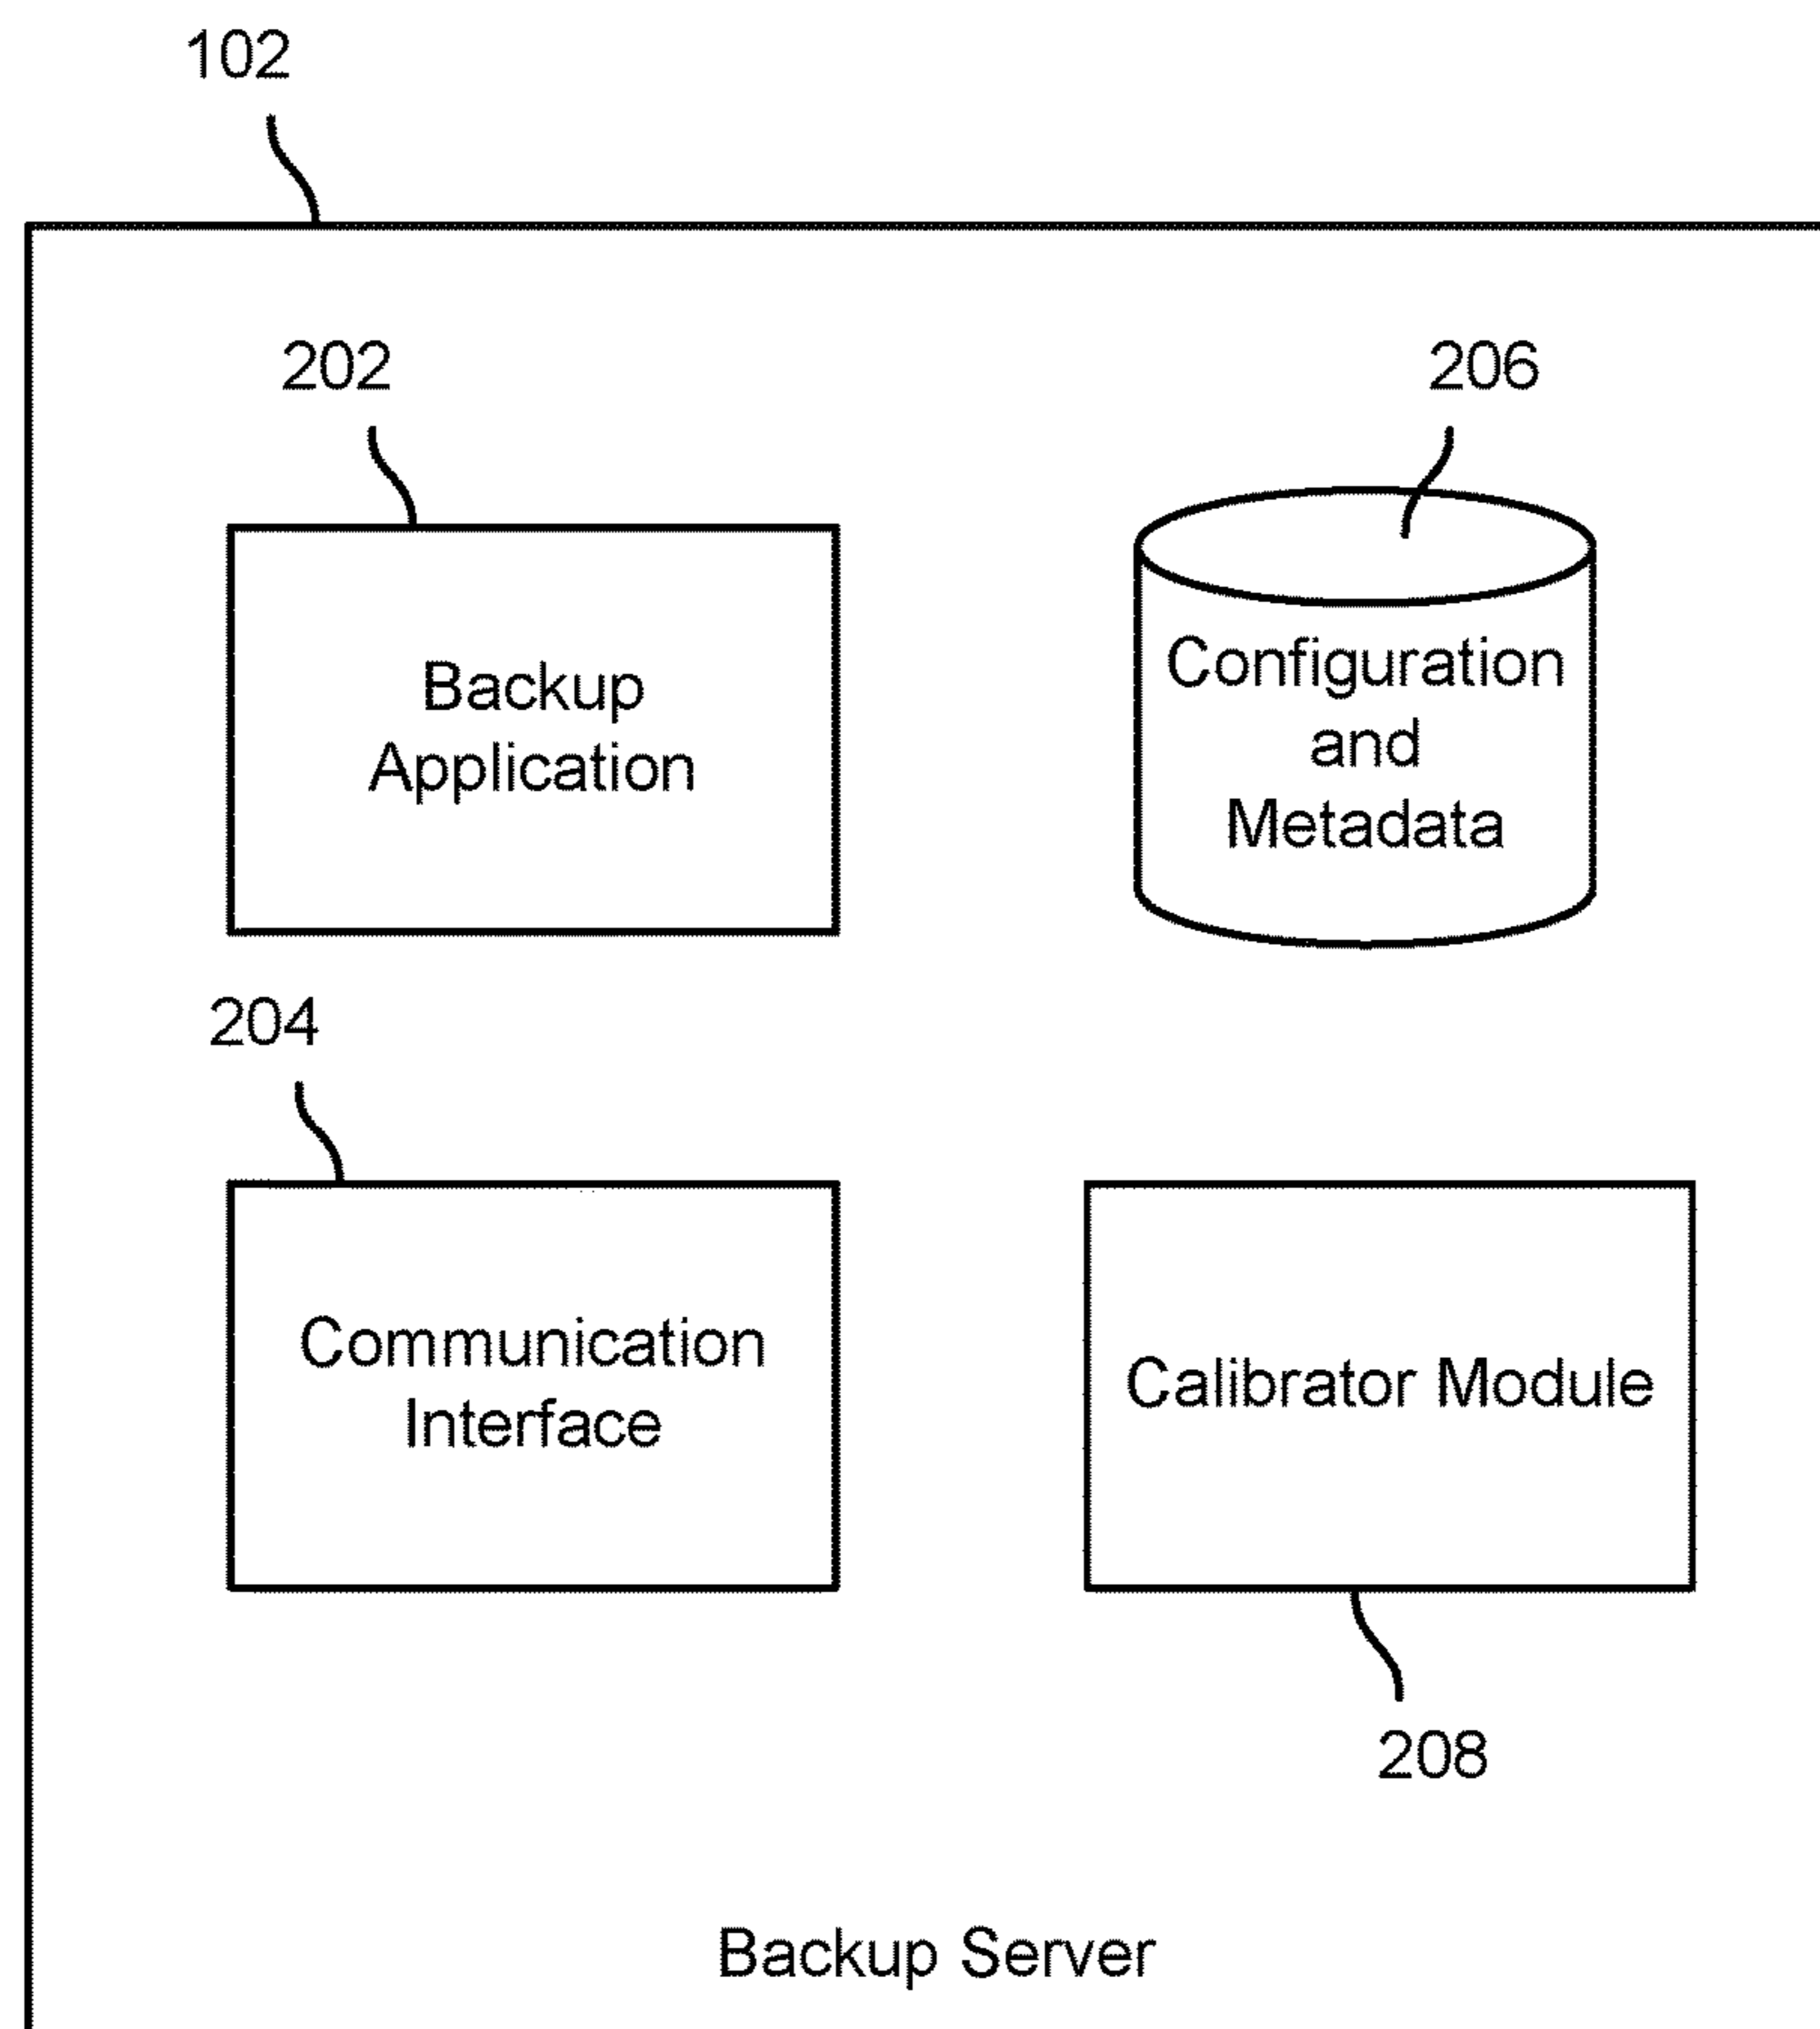 102
202
206
Backup
Application
Configuration
and
Metadata
204
Communication
Interface
Calibrator Module
208
Backup Server